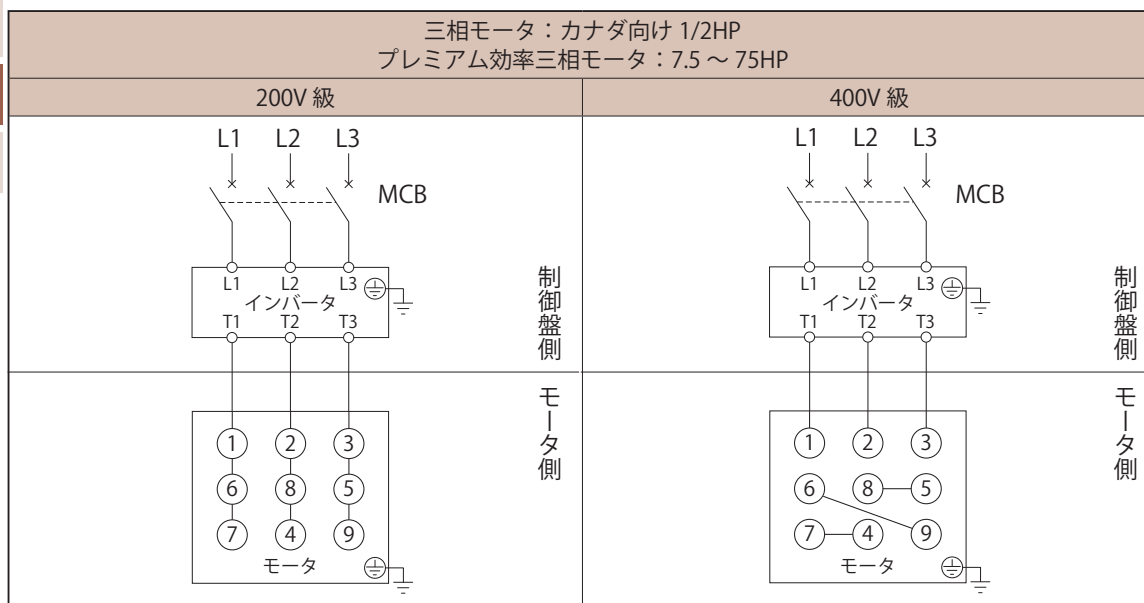 三相モータ：カナダ向け 1/2HP
プレミアム効率三相モータ：7.5 ～ 75HP
200V 級
400V 級
L1 L2 L3
MCB
L1 L2 L3
インバータ
T1 T2 T3
制御盤側
モータ側
1 2 3
6 8 5
7 4 9
モータ
L1 L2 L3
MCB
L1 L2 L3
インバータ
T1 T2 T3
制御盤側
モータ側
1 2 3
6 8 5
7 4 9
モータ